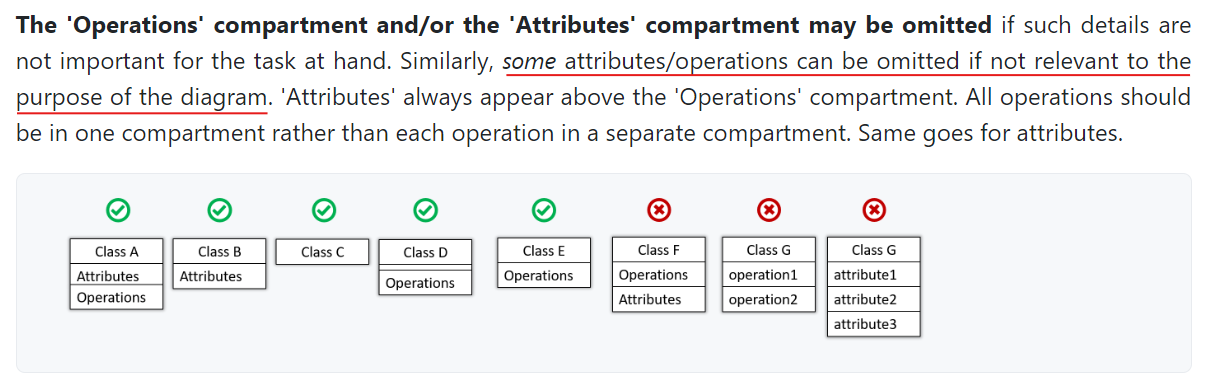 The 'Operations' compartment and/or the 'Attributes' compartment may be omitted if such details are
not important for the task at hand. Similarly, some attributes/operations can be omitted if not relevant to the
purpose of the diagram. 'Attributes' always appear above the 'Operations' compartment. All operations should
be in one compartment rather than each operation in a separate compartment. Same goes for attributes.
Class A
Attributes
Operations
Class B
Attributes
Class C
Class D
Operations
Class E
Operations
Class F
Operations
Attributes
Class G
operation1
operation2
Class G
attribute1
attribute2
attribute3